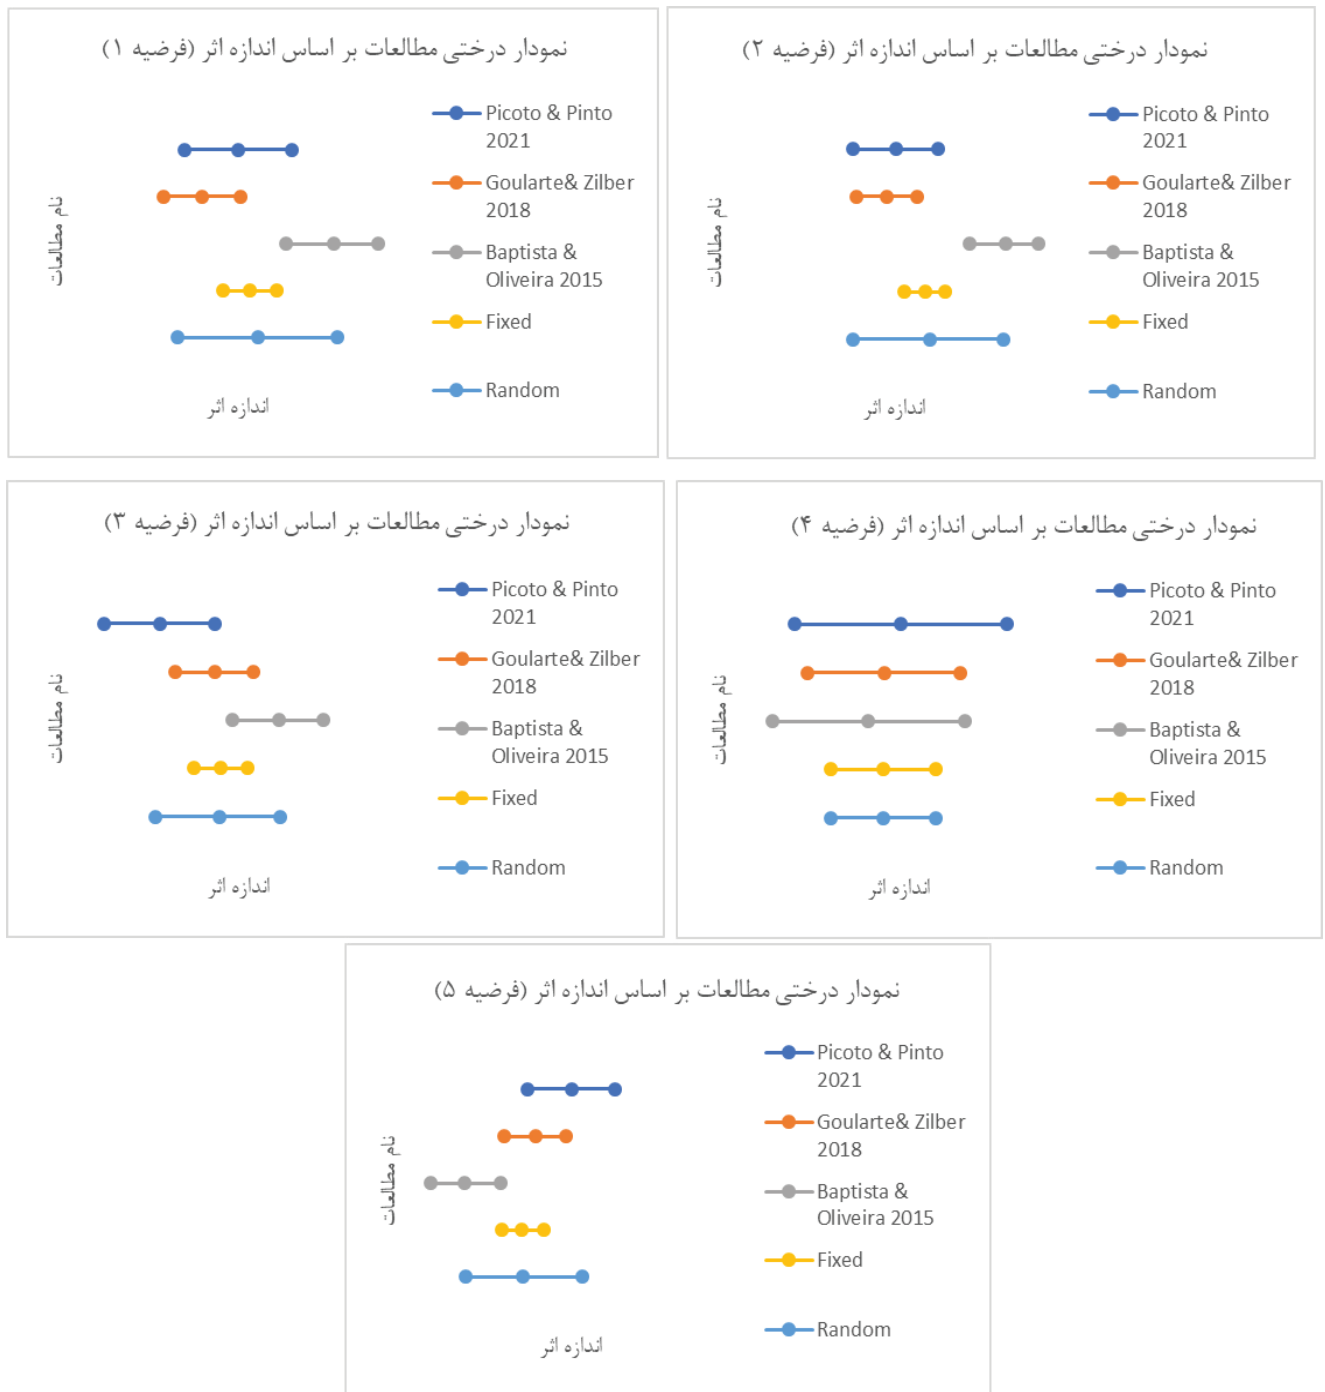 نمودار درختی مطالعات بر اساس اندازه اثر (فرضیه ۱)
نام مطالعات
Picoto & Pinto
2021
Goularte& Zilber
2018
Baptista &
Oliveira 2015
Fixed
Random
اندازه اثر
نمودار درختی مطالعات بر اساس اندازه اثر (فرضیه ۲)
نام مطالعات
Picoto & Pinto
2021
Goularte& Zilber
2018
Baptista &
Oliveira 2015
Fixed
Random
اندازه اثر
نمودار درختی مطالعات بر اساس اندازه اثر (فرضیه ۳)
نام مطالعات
Picoto & Pinto
2021
Goularte& Zilber
2018
Baptista &
Oliveira 2015
Fixed
Random
اندازه اثر
نمودار درختی مطالعات بر اساس اندازه اثر (فرضیه ۴)
نام مطالعات
Picoto & Pinto
2021
Goularte& Zilber
2018
Baptista &
Oliveira 2015
Fixed
Random
اندازه اثر
نمودار درختی مطالعات بر اساس اندازه اثر (فرضیه ۵)
نام مطالعات
Picoto & Pinto
2021
Goularte& Zilber
2018
Baptista &
Oliveira 2015
Fixed
Random
اندازه اثر